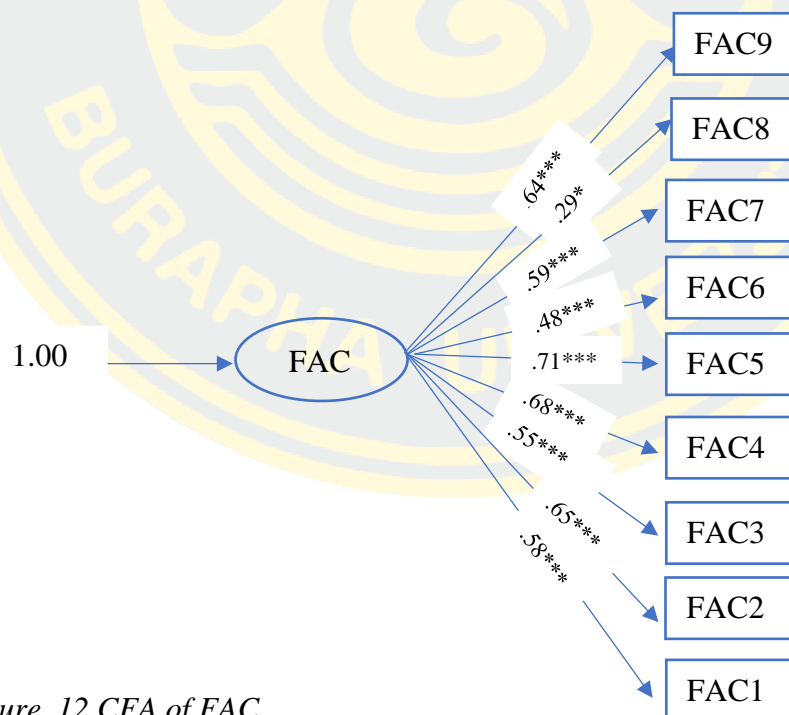 FAC9
FAC8
.64***
.29*
FAC7
.59***
FAC6
.48***
1.00
FAC
.71***
FAC5
.68***
FAC4
.55***
FAC3
.65***
.58***
FAC2
FAC1
12 CFA of FAC
BURAPHA